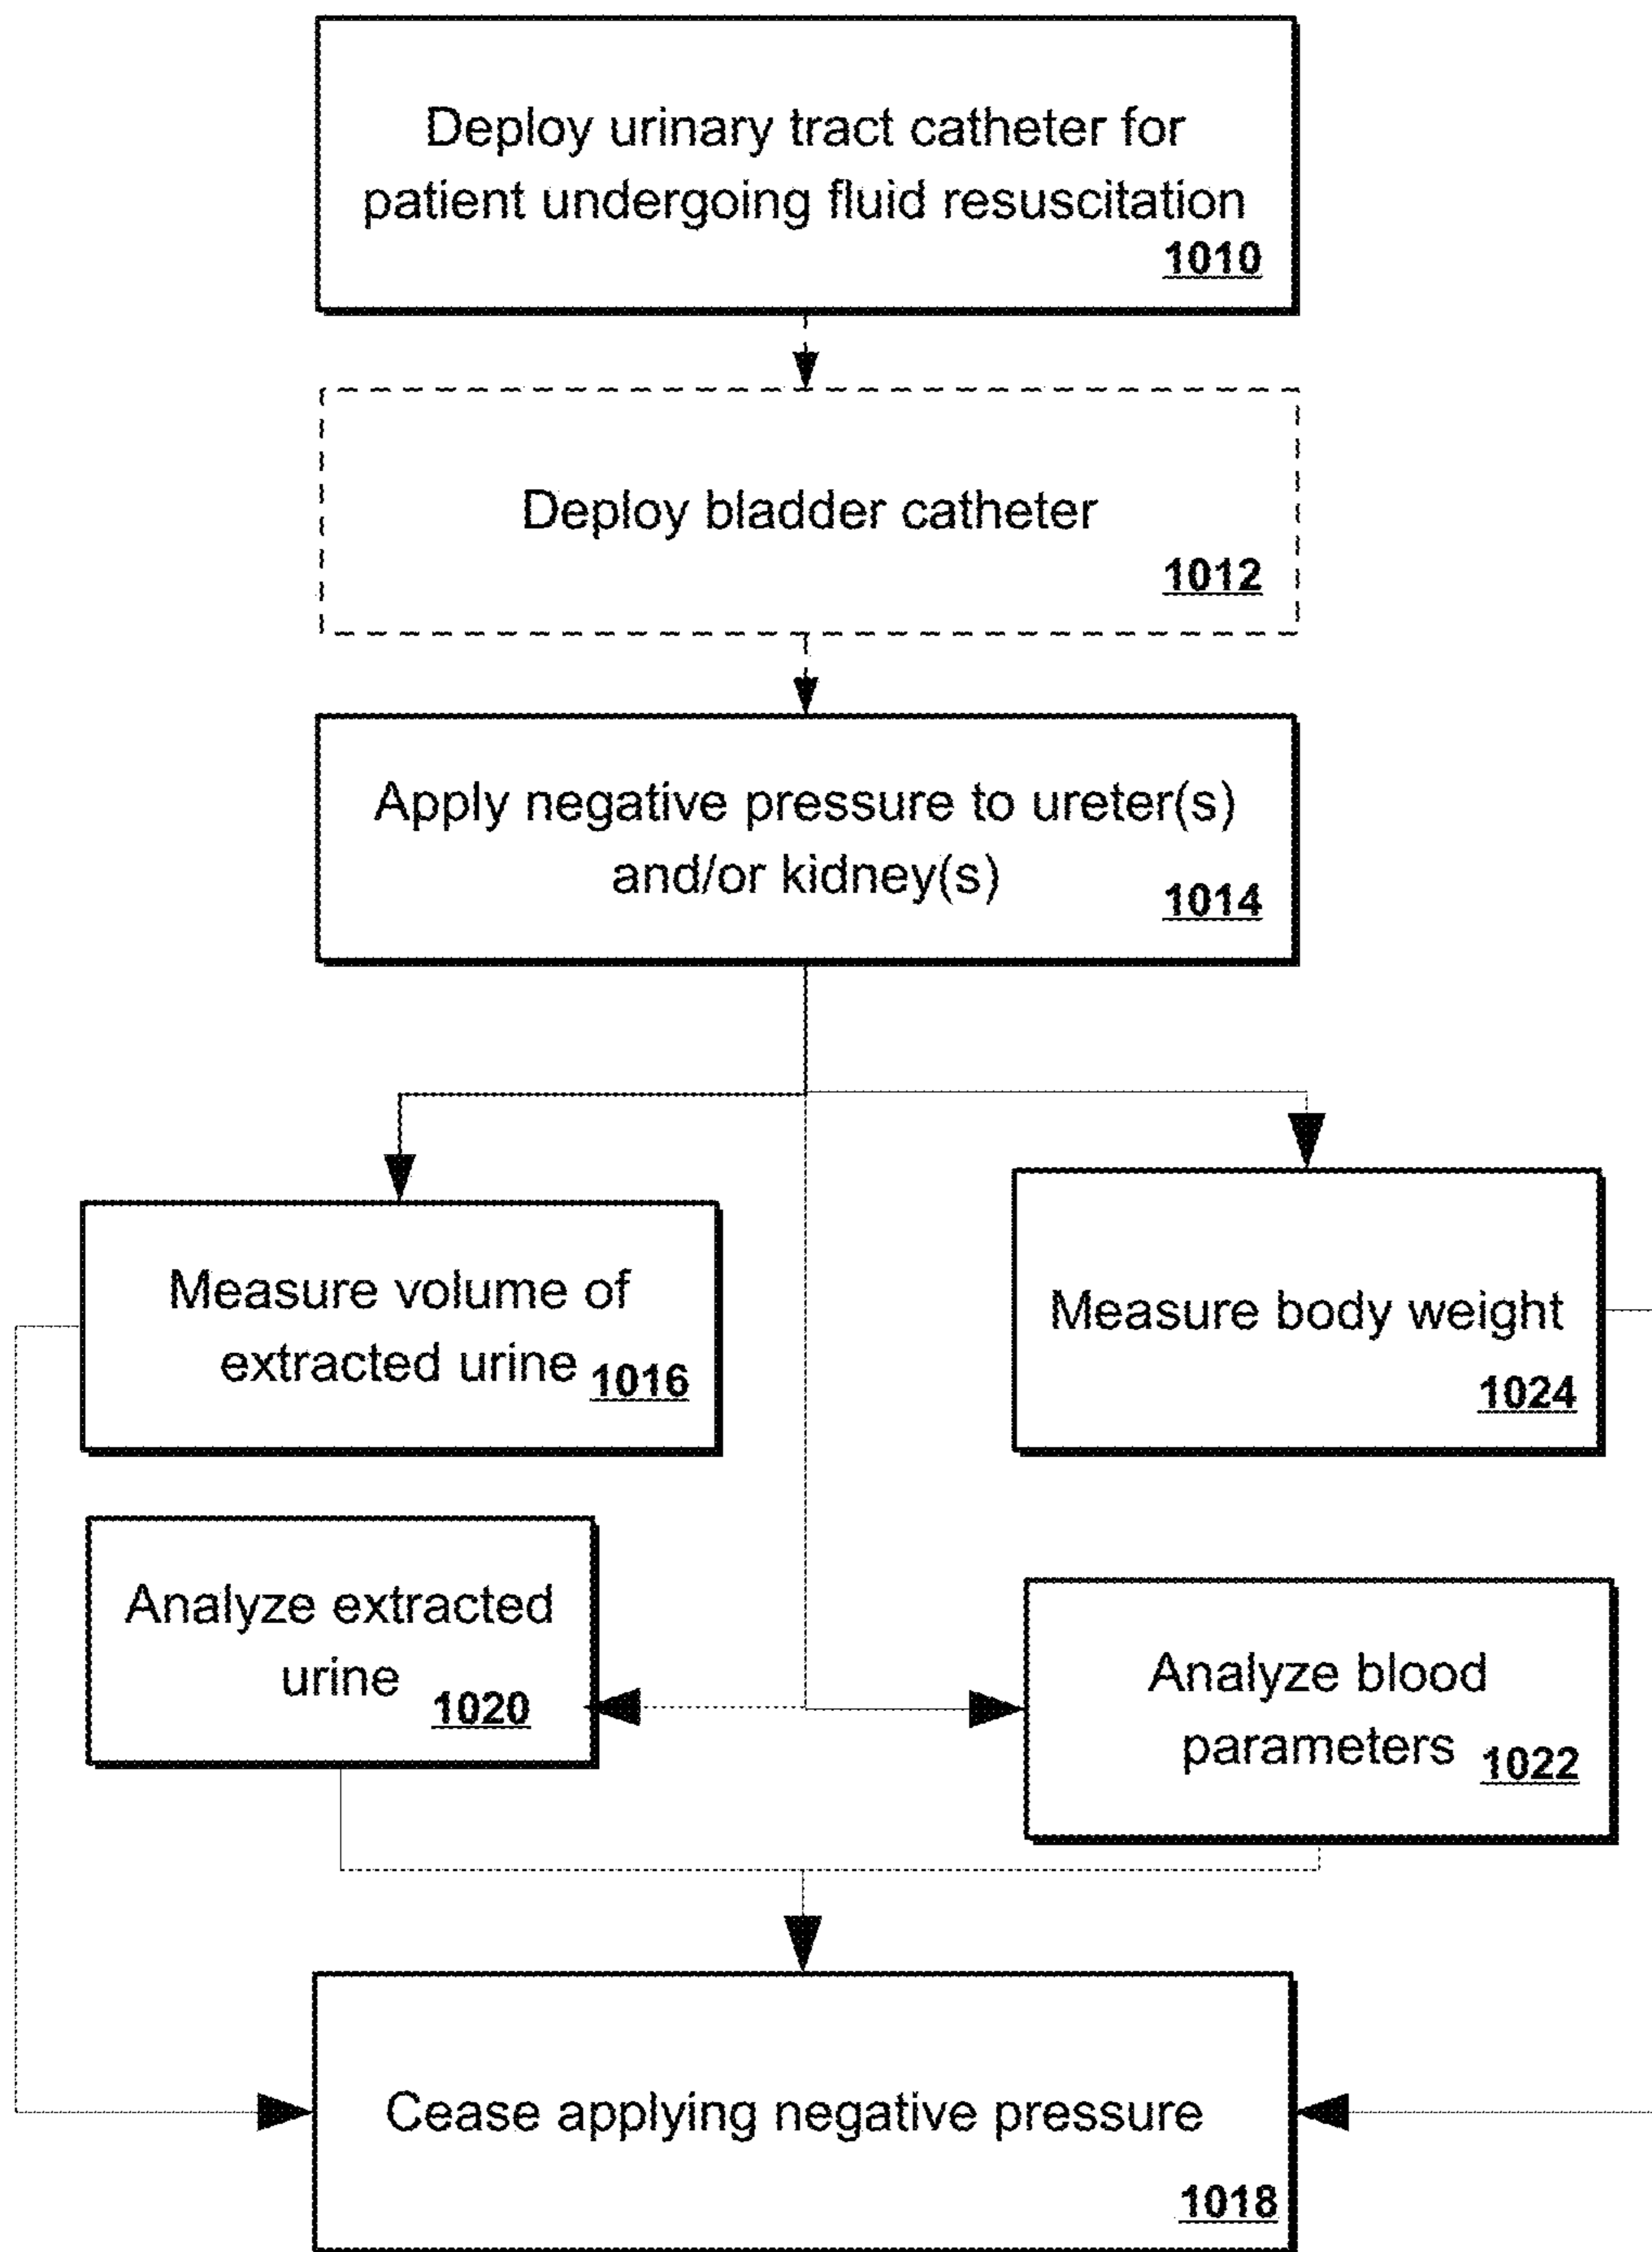 Deploy urinary tract catheter for
patient undergoing fluid resuscitation
1010
Deploy bladder catheter
1012
Apply negative pressure to ureter(s)
and/or kidney(s)
1014
Measure volume of
extracted urine
1016
Measure body weight
1024
Analyze extracted
urine
1020
Analyze blood
parameters
1022
Cease applying negative pressure
1018